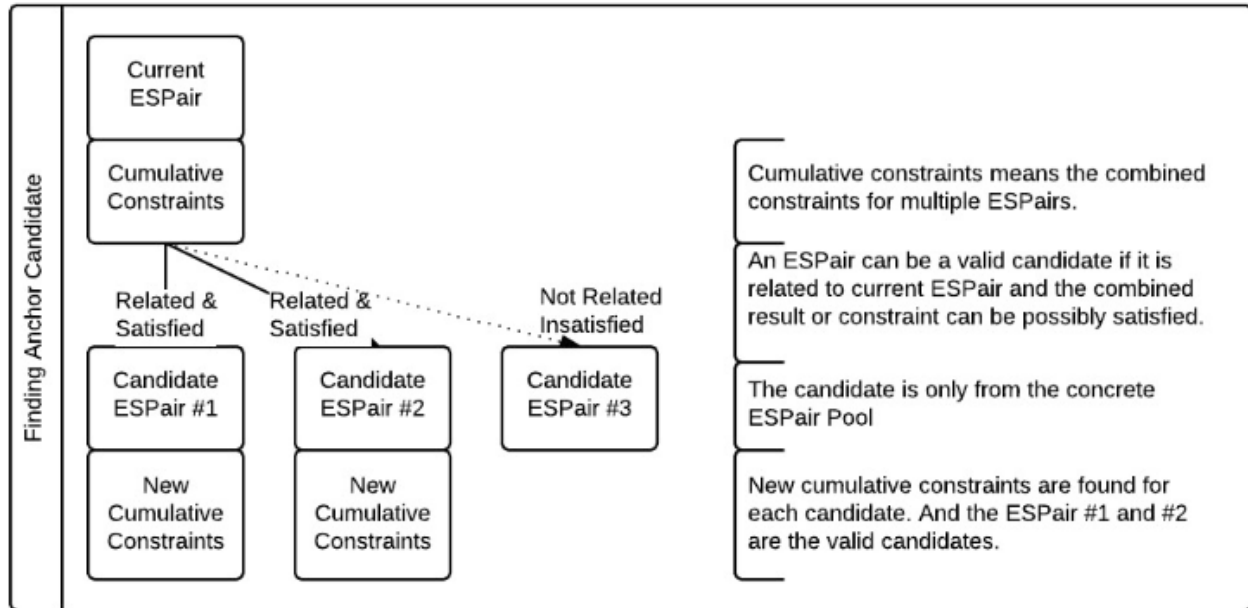 Finding Anchor Candidate
Current
ESPair
Cumulative
Constraints
Related &
Satisfied
Related &
Satisfied
Not Related
Insatisfied
Candidate
ESPair #1
Candidate
ESPair #2
Candidate
ESPair #3
New
Cumulative
Constraints
New
Cumulative
Constraints
Cumulative constraints means the combined
constraints for multiple ESPairs.
An ESPair can be a valid candidate if it is
related to current ESPair and the combined
result or constraint can be possibly satisfied.
The candidate is only from the concrete
ESPair Pool
New cumulative constraints are found for
each candidate. And the ESPair #1 and #2
are the valid candidates.